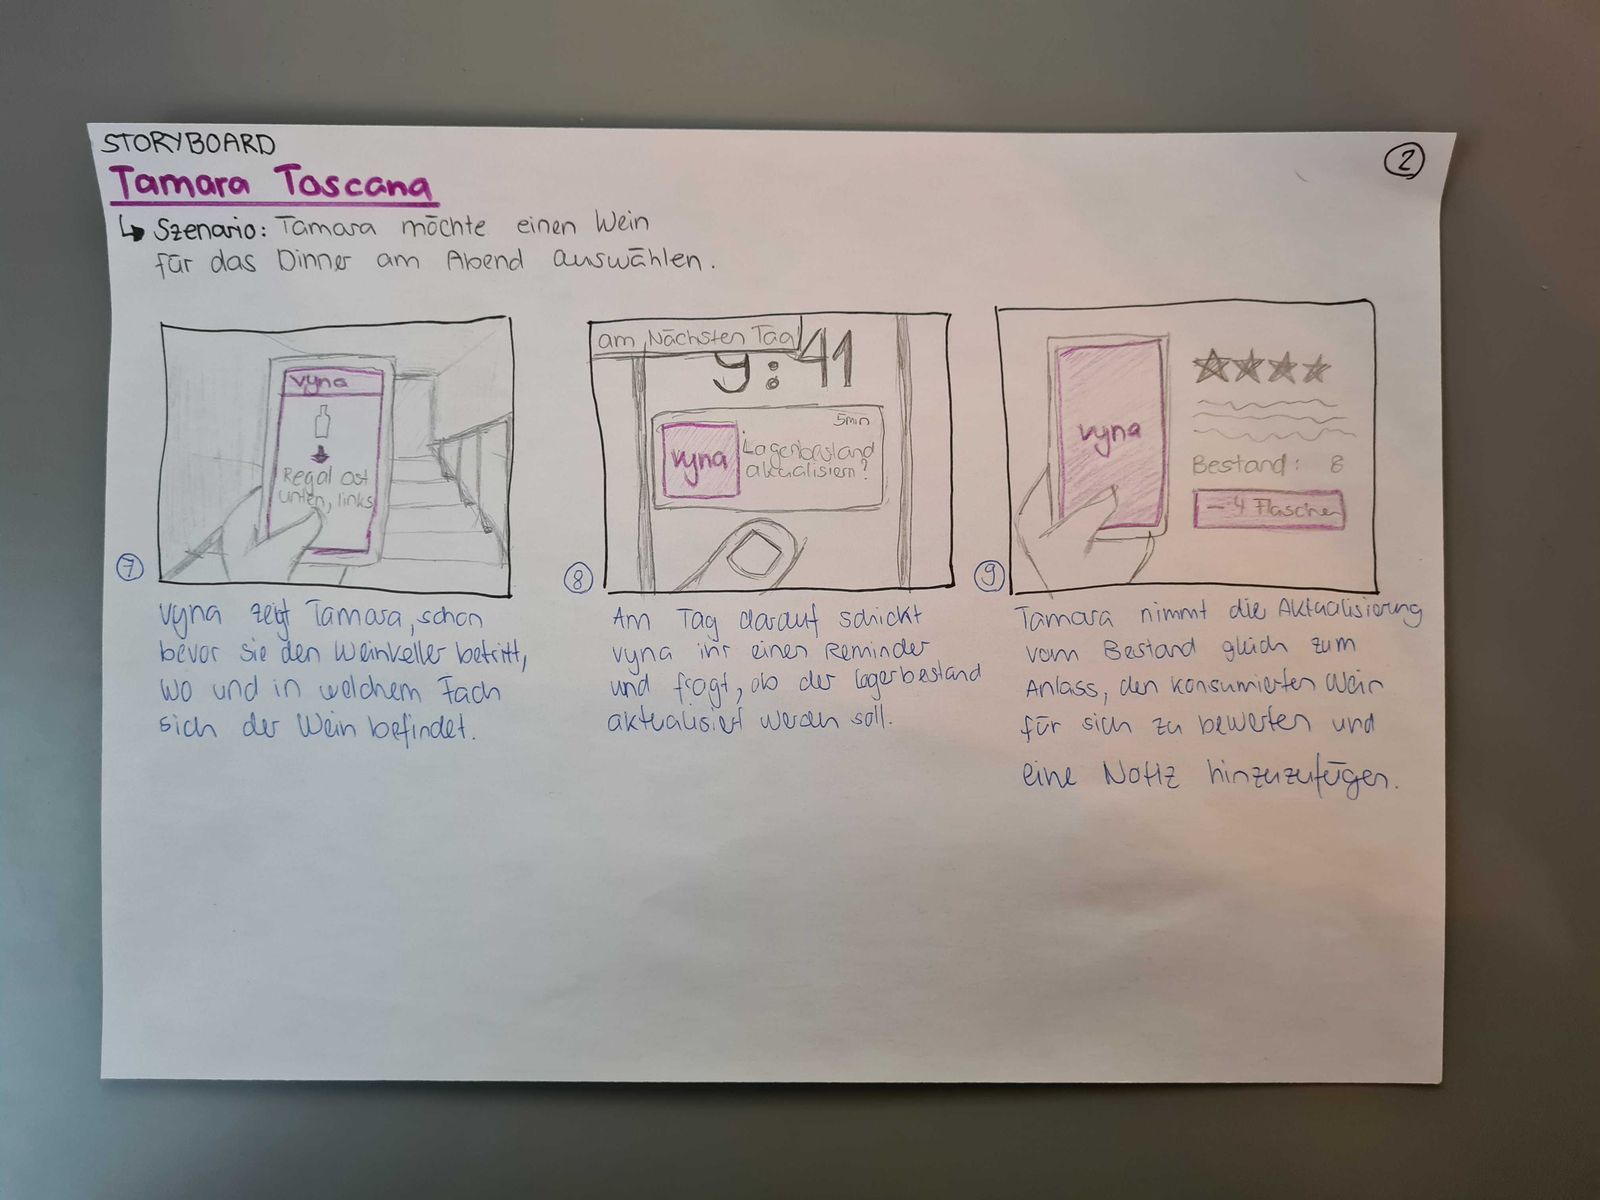 STORYBOARD
2
Tamara Toscana
↳ Szenario: Tamara möchte einen Wein
für das Dinner am Abend auswählen.
vyna
Regal Ost
unten, links
7
vyna zeigt Tamara, schon
bevor sie den Weinkeller betritt,
wo und in welchem Fach
sich der Wein befindet.
am Nächsten Tag
9:41
5min
vyna
Lagerbestand
aktualisiern?
8
Am Tag darauf schickt
vyna ihr einen Reminder
und fragt, ob der Lagerbestand
aktualisiert werden soll.
vyna
Bestand: 8
- 4 Flaschen
9
Tamara nimmt die Aktualisierung
vom Bestand gleich zum
Anlass, den konsumierten Wein
für sich zu bewerten und
eine Notiz hinzuzufügen.